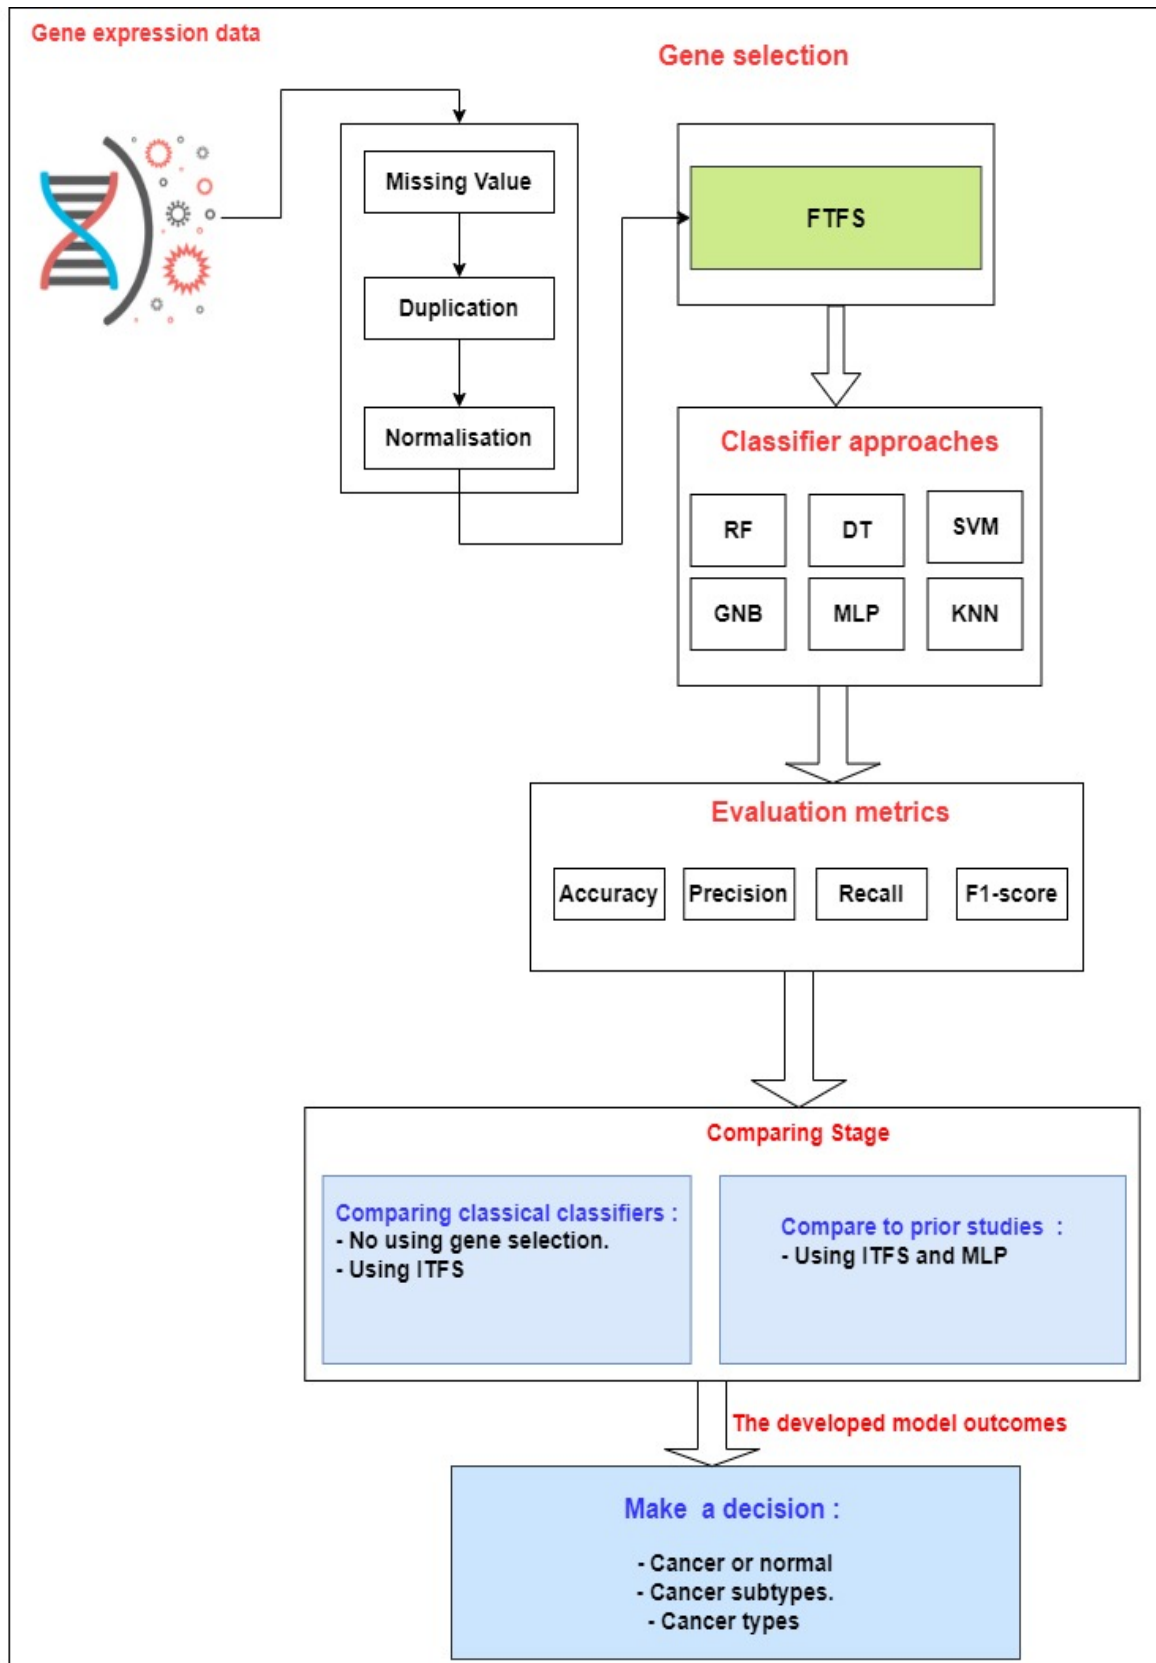 Gene expression data
Gene selection
Missing Value
Duplication
Normalisation
FTFS
Classifier approaches
RF
DT
SVM
GNB
MLP
KNN
Evaluation metrics
Accuracy
Precision
Recall
F1-score
Comparing Stage
Comparing classical classifiers :
- No using gene selection.
- Using ITFS
Compare to prior studies :
- Using ITFS and MLP
The developed model outcomes
Make a decision :
- Cancer or normal
- Cancer subtypes.
- Cancer types